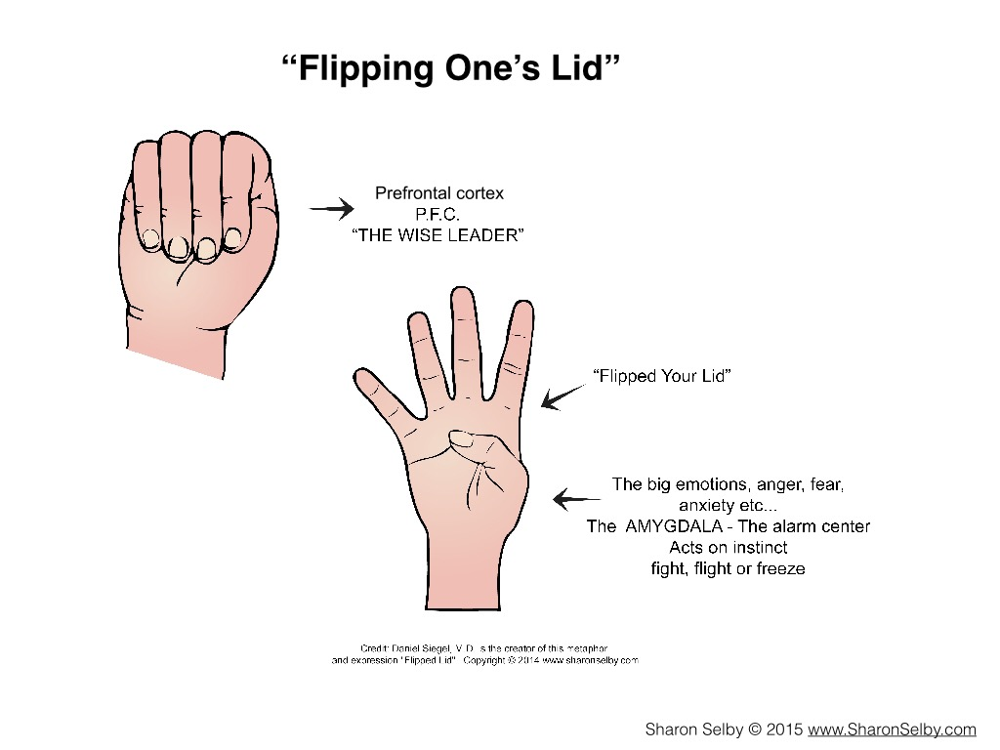 “Flipping One’s Lid”
Prefrontal cortex
P.F.C.
“THE WISE LEADER”
“Flipped Your Lid”
The big emotions, anger, fear,
anxiety etc...
The AMYGDALA - The alarm center
Acts on instinct
fight, flight or freeze
Credit: Daniel Siegel, is the creator of this metaphor
and expression "Flipped Lid" Copyright © 2014 www.sharonselby.com
Sharon Selby © 2015 www.SharonSelby.com